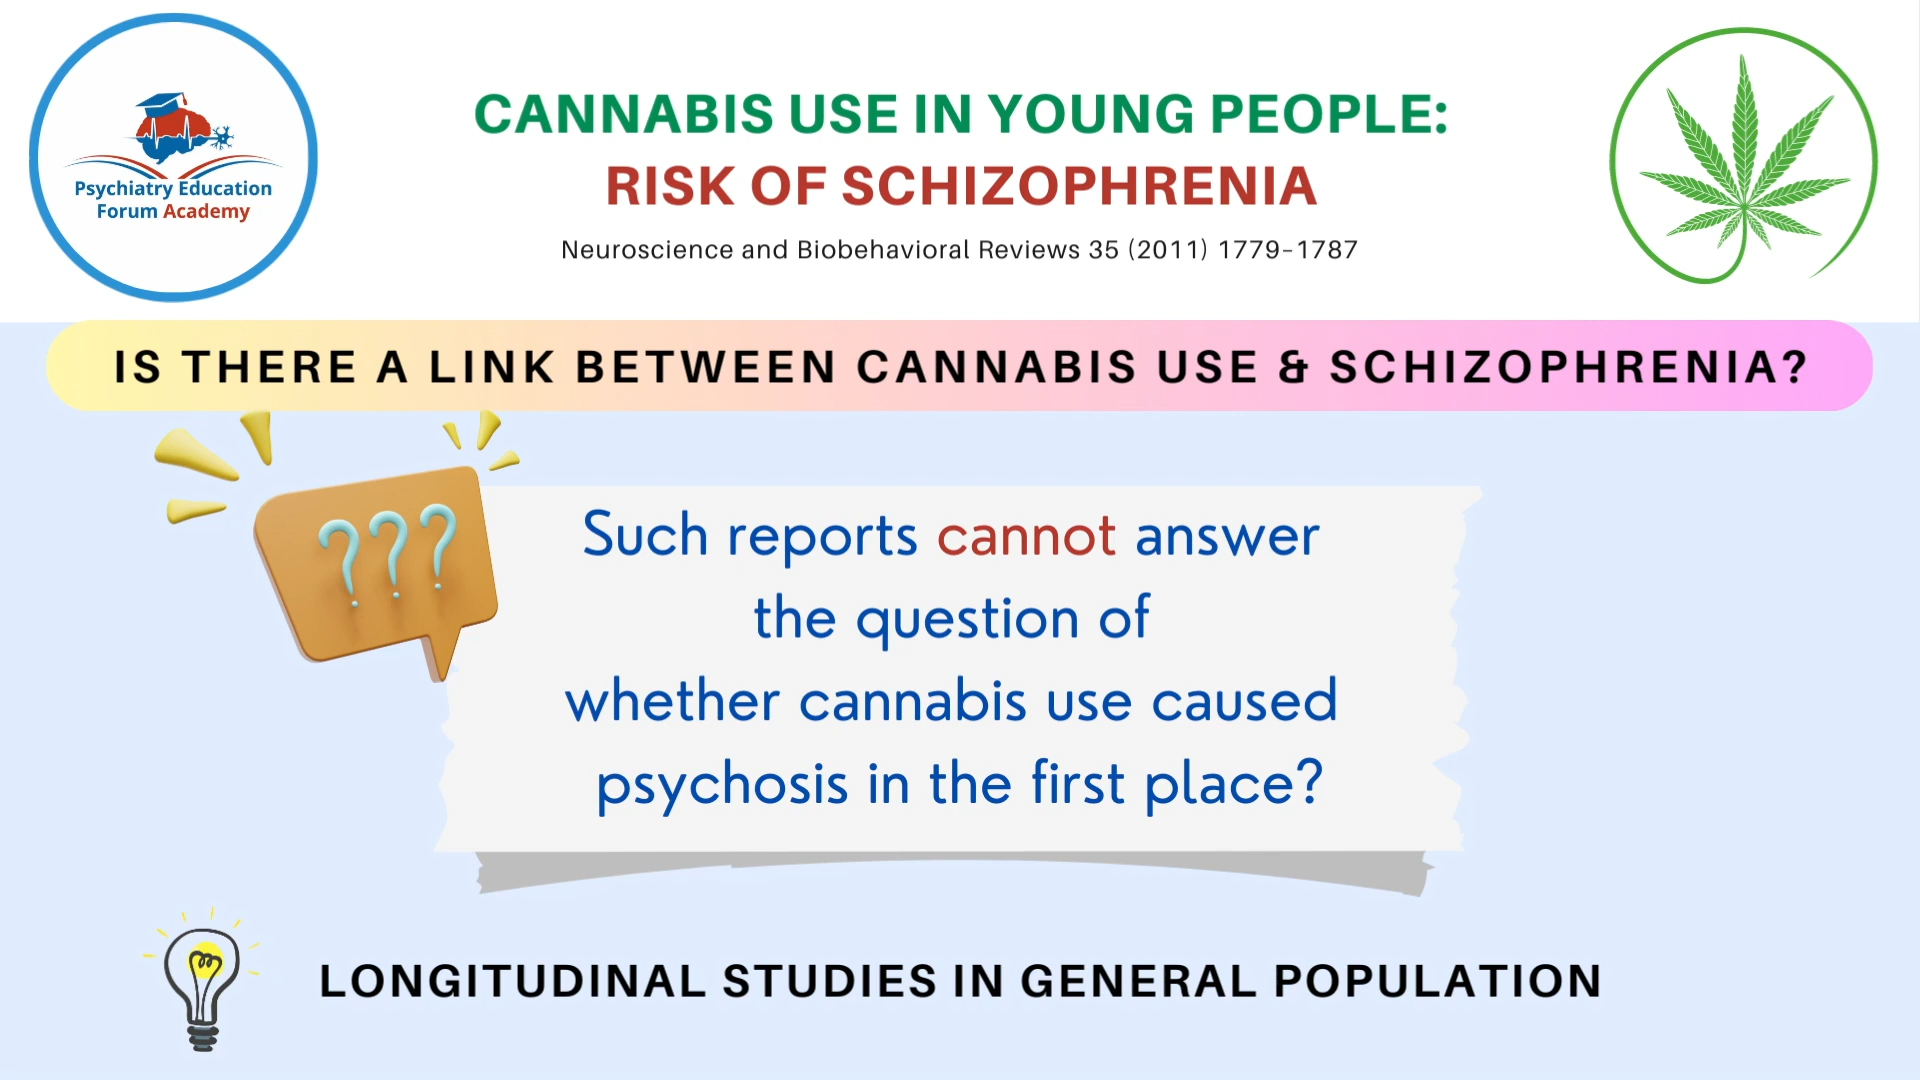 Psychiatry Education
Forum Academy
CANNABIS USE IN YOUNG PEOPLE:
RISK OF SCHIZOPHRENIA
Neuroscience and Biobehavioral Reviews 35 (2011) 1779–1787
IS THERE A LINK BETWEEN CANNABIS USE & SCHIZOPHRENIA?
???
Such reports cannot answer
the question of
whether cannabis use caused
psychosis in the first place?
LONGITUDINAL STUDIES IN GENERAL POPULATION